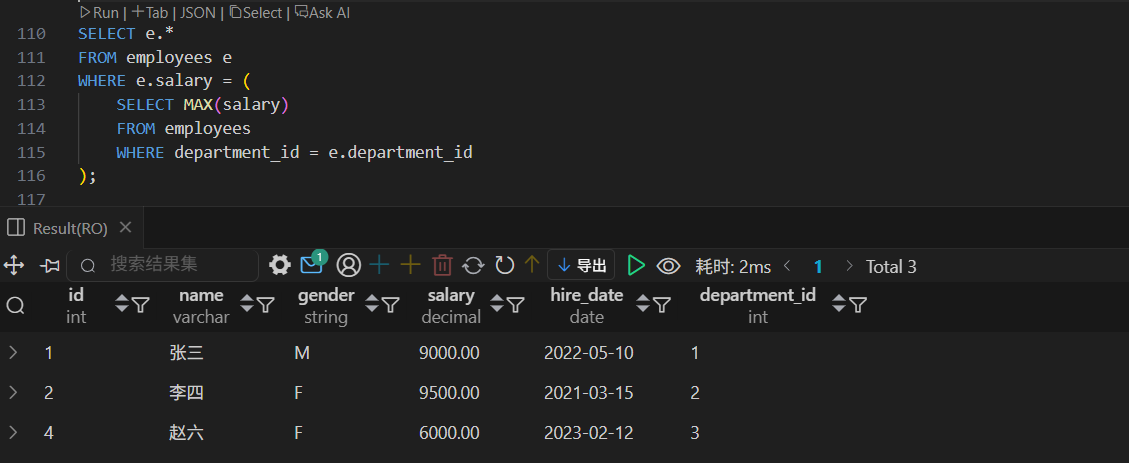 Run | Tab | JSON | Select | Ask AI
110 SELECT e.*
111 FROM employees e
112 WHERE e.salary = (
113 SELECT MAX(salary)
114 FROM employees
115 WHERE department_id = e.department_id
116 );
117
Result(RO)
搜索结果集 1 导出 耗时: 2ms < 1 > Total 3
id name gender salary hire_date department_id
int varchar string decimal date int
1 张三 M 9000.00 2022-05-10 1
2 李四 F 9500.00 2021-03-15 2
4 赵六 F 6000.00 2023-02-12 3